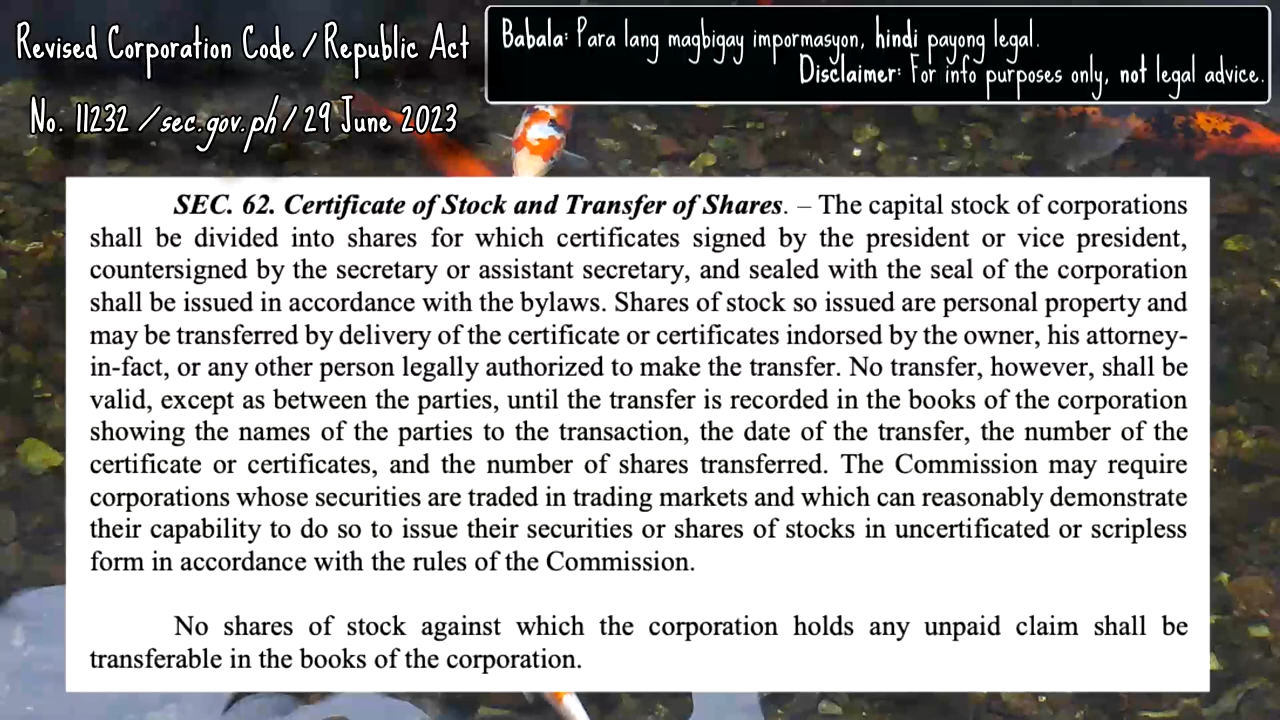 Revised Corporation Code / Republic Act
No. 11232 / sec.gov.ph / 29 June 2023
Babala: Para lang magbigay impormasyon, hindi payong legal.
Disclaimer: For info purposes only, not legal advice.
SEC. 62. Certificate of Stock and Transfer of Shares. – The capital stock of corporations
shall be divided into shares for which certificates signed by the president or vice president,
countersigned by the secretary or assistant secretary, and sealed with the seal of the corporation
shall be issued in accordance with the bylaws. Shares of stock so issued are personal property and
may be transferred by delivery of the certificate or certificates indorsed by the owner, his attorney-
in-fact, or any other person legally authorized to make the transfer. No transfer, however, shall be
valid, except as between the parties, until the transfer is recorded in the books of the corporation
showing the names of the parties to the transaction, the date of the transfer, the number of the
certificate or certificates, and the number of shares transferred. The Commission may require
corporations whose securities are traded in trading markets and which can reasonably demonstrate
their capability to do so to issue their securities or shares of stocks in uncertificated or scripless
form in accordance with the rules of the Commission.
No shares of stock against which the corporation holds any unpaid claim shall be
transferable in the books of the corporation.